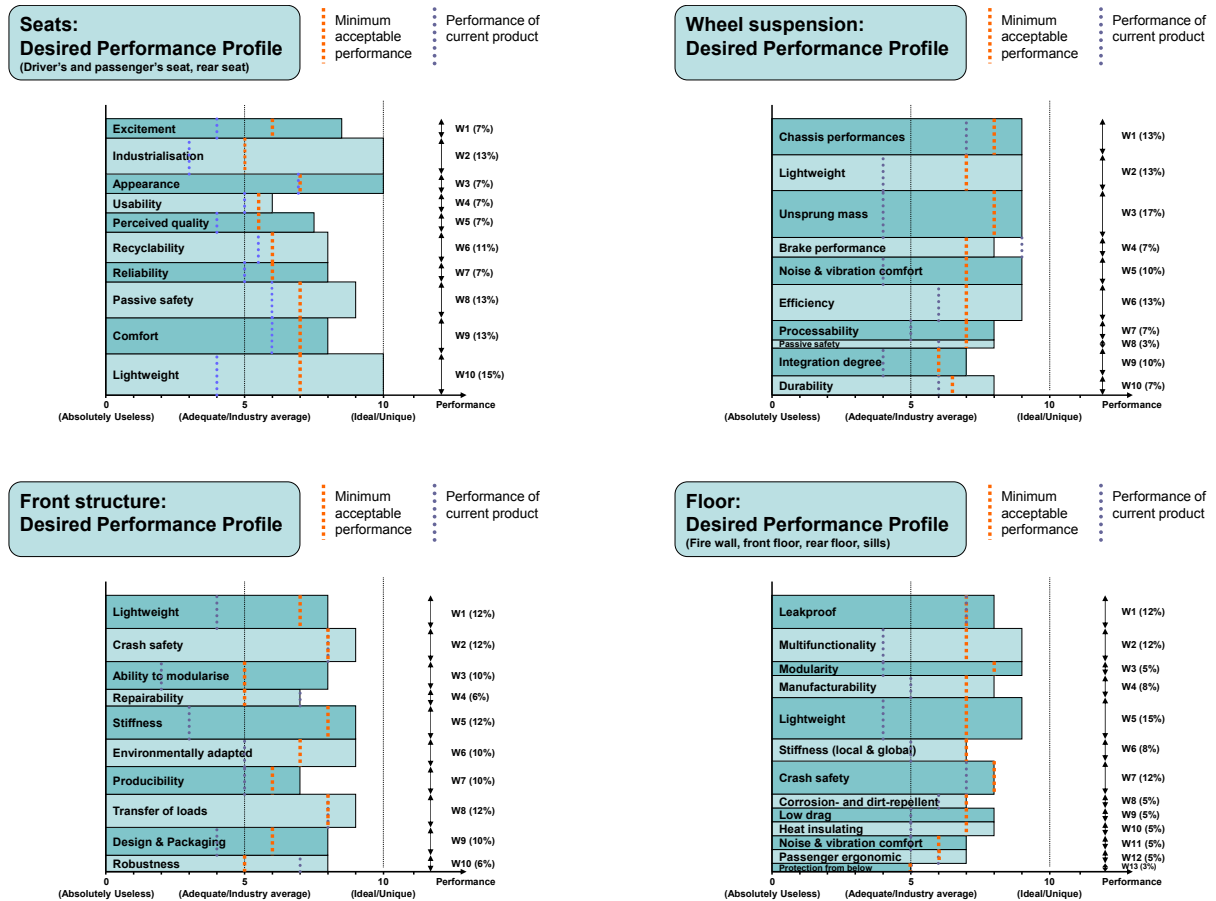 Seats:
Desired Performance Profile
(Driver's and passenger's seat, rear seat)
Minimum
acceptable
performance
Performance of
current product
Excitement
Industrialisation
Appearance
Usability
Perceived quality
Recyclability
Reliability
Passive safety
Comfort
Lightweight
W1 (7%)
W2 (13%)
W3 (7%)
W4 (7%)
W5 (7%)
W6 (11%)
W7 (7%)
W8 (13%)
W9 (13%)
W10 (15%)
0 5 10 Performance
(Absolutely Useless) (Adequate/Industry average) (Ideal/Unique)
Wheel suspension:
Desired Performance Profile
Minimum
acceptable
performance
Performance of
current product
Chassis performances
Lightweight
Unsprung mass
Brake performance
Noise & vibration comfort
Efficiency
Processability
Passive safety
Integration degree
Durability
W1 (13%)
W2 (13%)
W3 (17%)
W4 (7%)
W5 (10%)
W6 (13%)
W7 (7%)
W8 (3%)
W9 (10%)
W10 (7%)
0 5 10 Performance
(Absolutely Useless) (Adequate/Industry average) (Ideal/Unique)
Front structure:
Desired Performance Profile
Minimum
acceptable
performance
Performance of
current product
Lightweight
Crash safety
Ability to modularise
Repairability
Stiffness
Environmentally adapted
Producibility
Transfer of loads
Design & Packaging
Robustness
W1 (12%)
W2 (12%)
W3 (10%)
W4 (6%)
W5 (12%)
W6 (10%)
W7 (10%)
W8 (12%)
W9 (10%)
W10 (6%)
0 5 10 Performance
(Absolutely Useless) (Adequate/Industry average) (Ideal/Unique)
Floor:
Desired Performance Profile
(Fire wall, front floor, rear floor, sills)
Minimum
acceptable
performance
Performance of
current product
Leakproof
Multifunctionality
Modularity
Manufacturability
Lightweight
Stiffness (local & global)
Crash safety
Corrosion- and dirt-repellent
Low drag
Heat insulating
Noise & vibration comfort
Passenger ergonomic
Protection from below
W1 (12%)
W2 (12%)
W3 (5%)
W4 (8%)
W5 (15%)
W6 (8%)
W7 (12%)
W8 (5%)
W9 (5%)
W10 (5%)
W11 (5%)
W12 (5%)
W13 (3%)
0 5 10 Performance
(Absolutely Useless) (Adequate/Industry average) (Ideal/Unique)